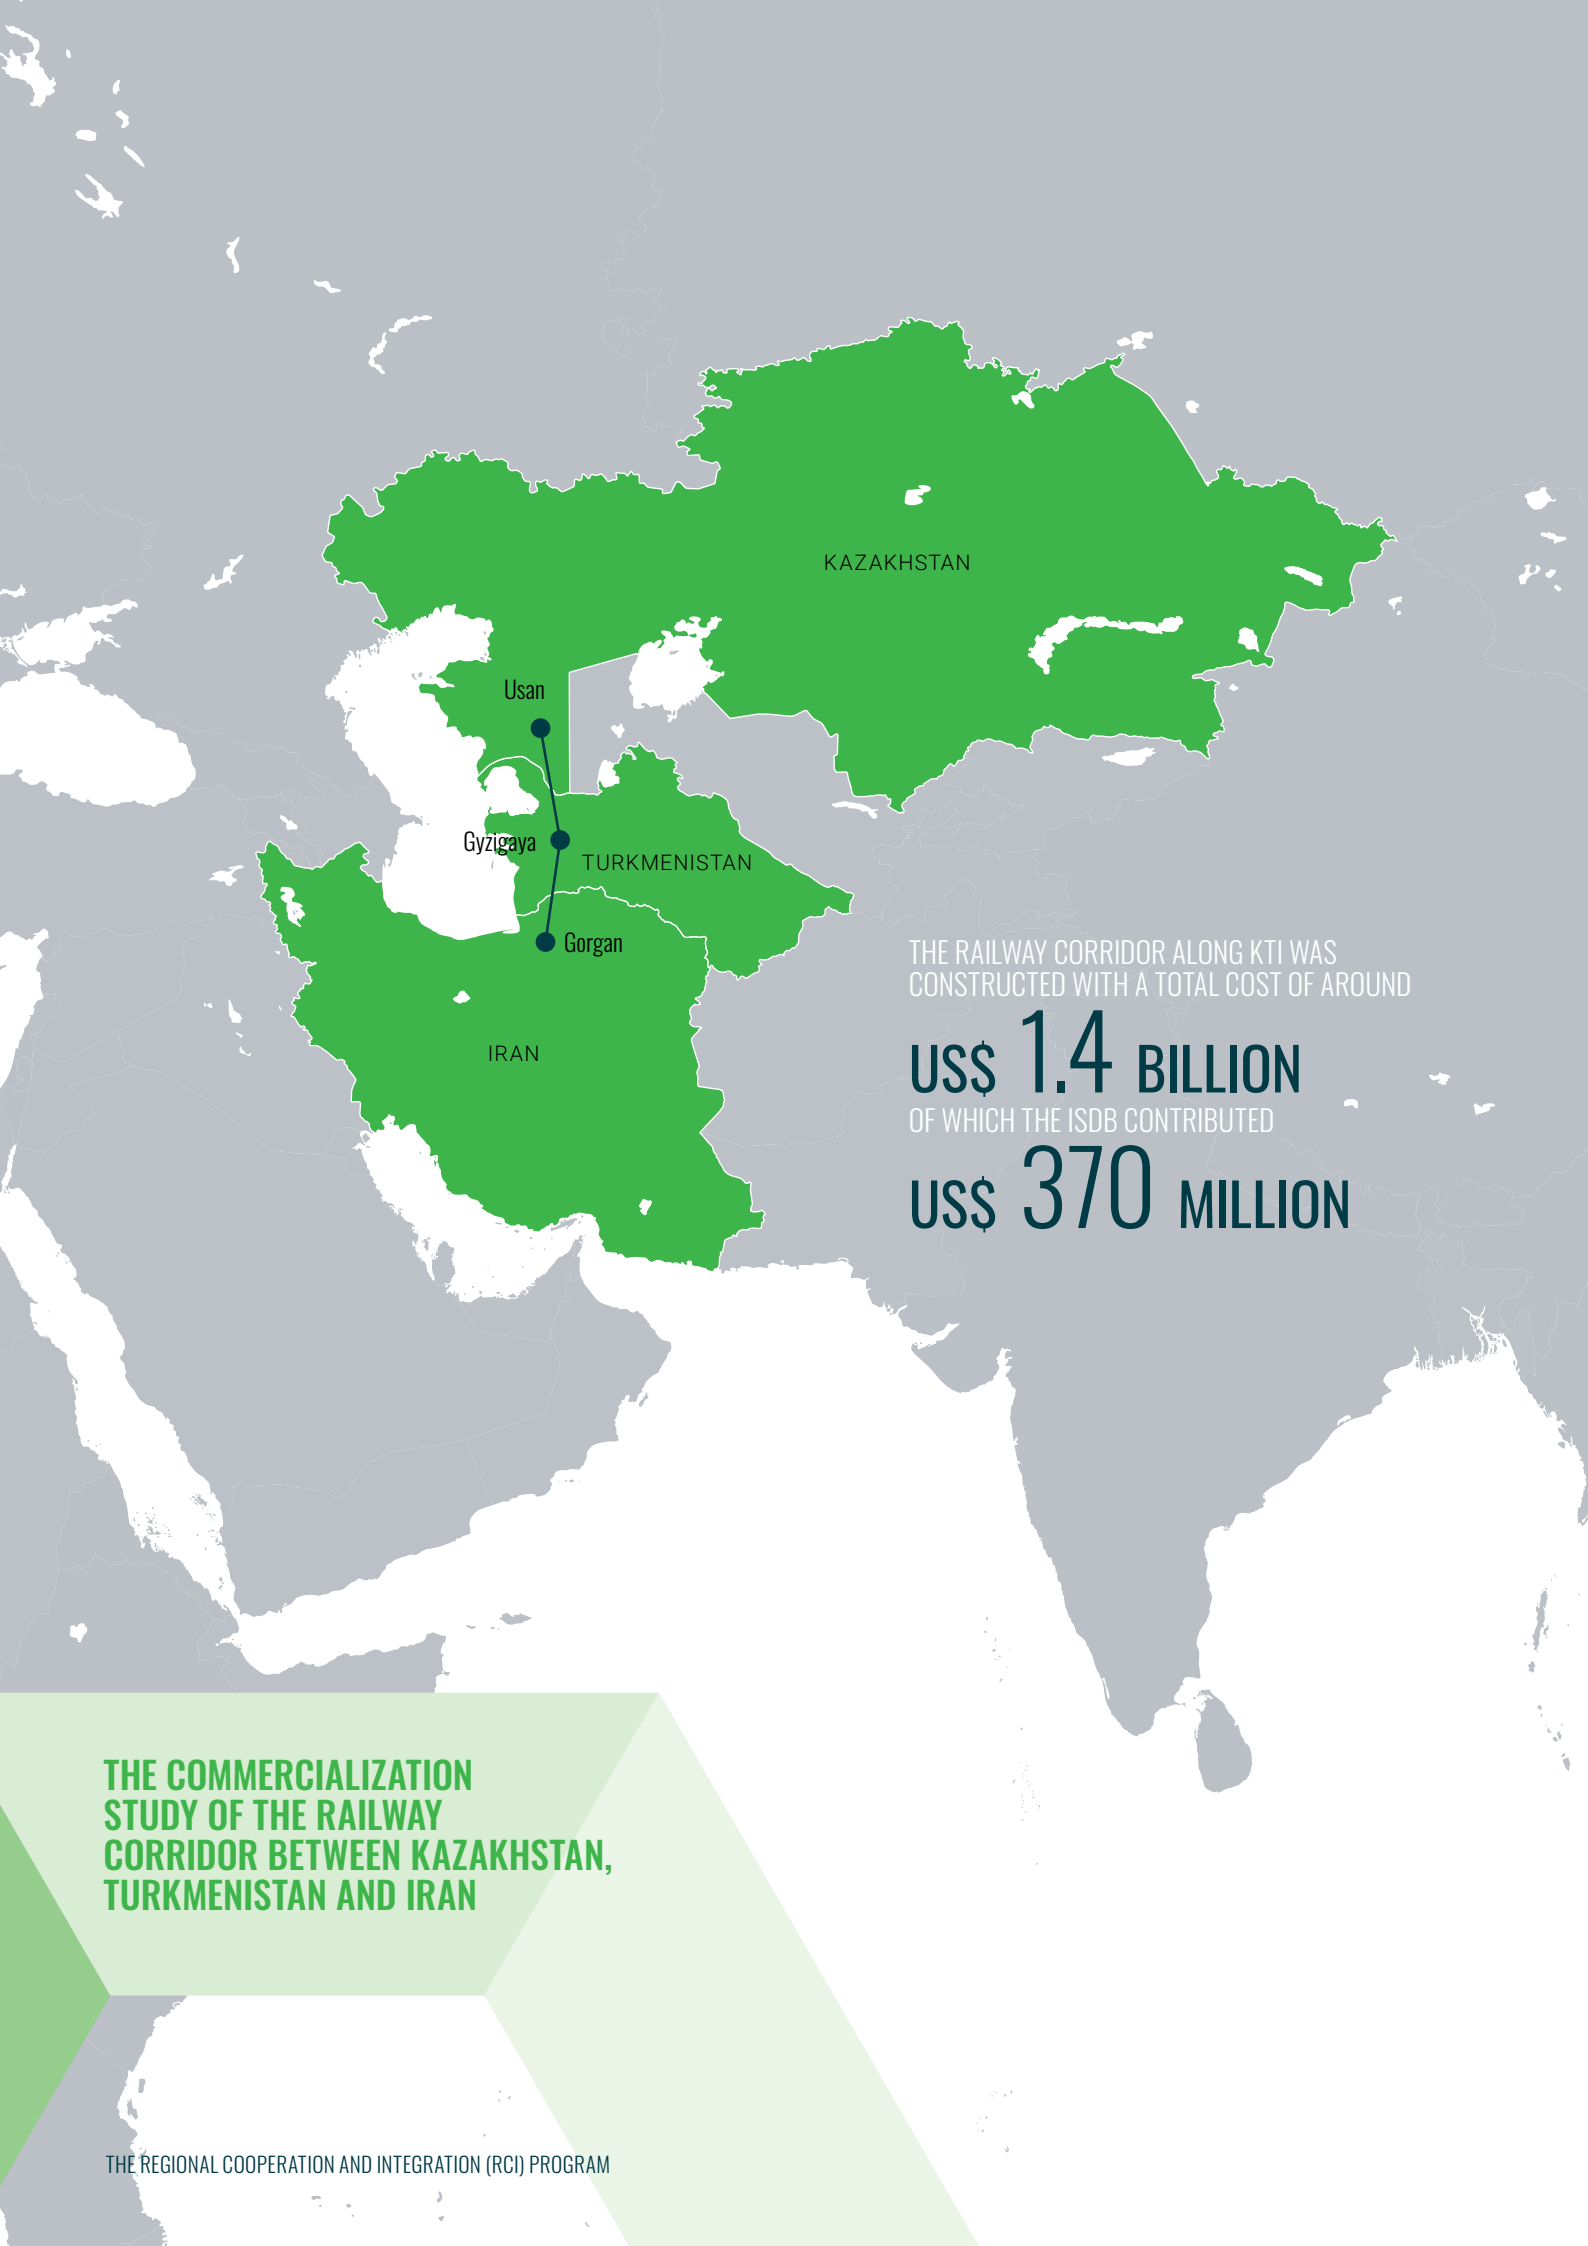 KAZAKHSTAN
Usan
Gyzigaya
TURKMENISTAN
Gorgan
IRAN
THE RAILWAY CORRIDOR ALONG KTI WAS
CONSTRUCTED WITH A TOTAL COST OF AROUND
US$ 1.4 BILLION
OF WHICH THE ISDB CONTRIBUTED
US$ 370 MILLION
THE COMMERCIALIZATION
STUDY OF THE RAILWAY
CORRIDOR BETWEEN KAZAKHSTAN,
TURKMENISTAN AND IRAN
THE REGIONAL COOPERATION AND INTEGRATION (RCI) PROGRAM